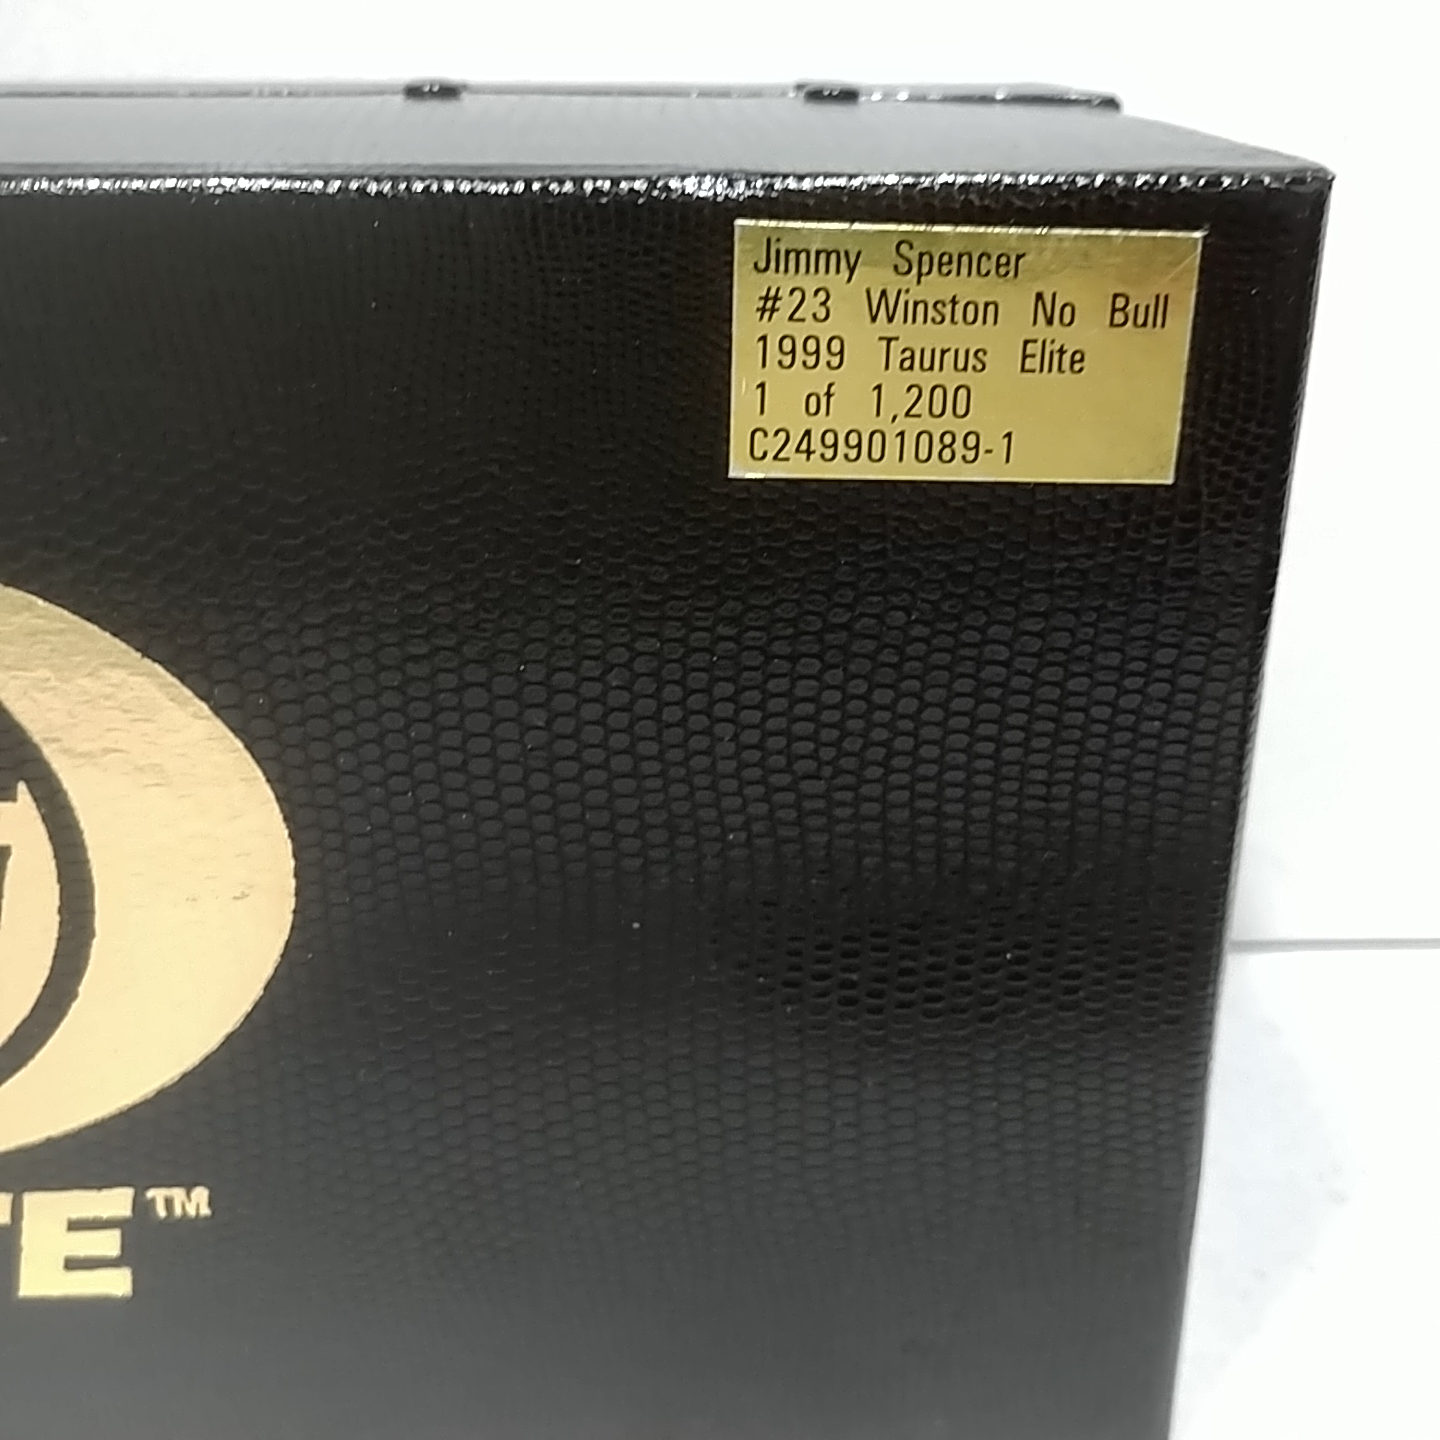 Jimmy Spencer
#23 Winston No Bull
1999 Taurus Elite
1 of 1,200
C249901089-1
TE™